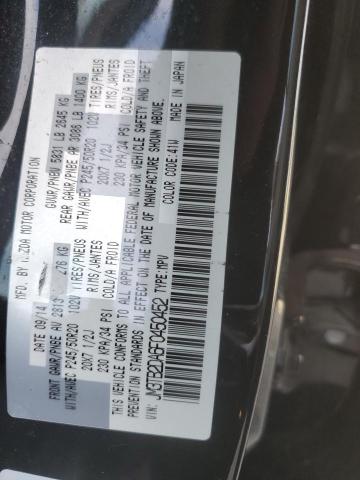 MFD BY MAZDA MOTOR CORPORATION
DATE 09/14 GVWR/PNBV 5831 LB 2645 KG
FRONT GAWR/PNBE AV 2813 276 KG REAR GAWR/PNBE AR 3086 LB 1400 KG
WITH/AVEC P245/50R20 102V TIRES/PNEUS WITH/AVEC P245/50R20 102V TIRES/PNEUS
20X7 1/2J RIMS/JANTES 20X7 1/2J RIMS/JANTES
230 KPA/34 PSI COLD/A FROID 230 KPA/34 PSI COLD/A FROID
THIS VEHICLE CONFORMS TO ALL APPLICABLE FEDERAL MOTOR VEHICLE SAFETY AND THEFT
PREVENTION STANDARDS IN EFFECT ON THE DATE OF MANUFACTURE SHOWN ABOVE.
TYPE:MPV COLOR CODE:41W MADE IN JAPAN